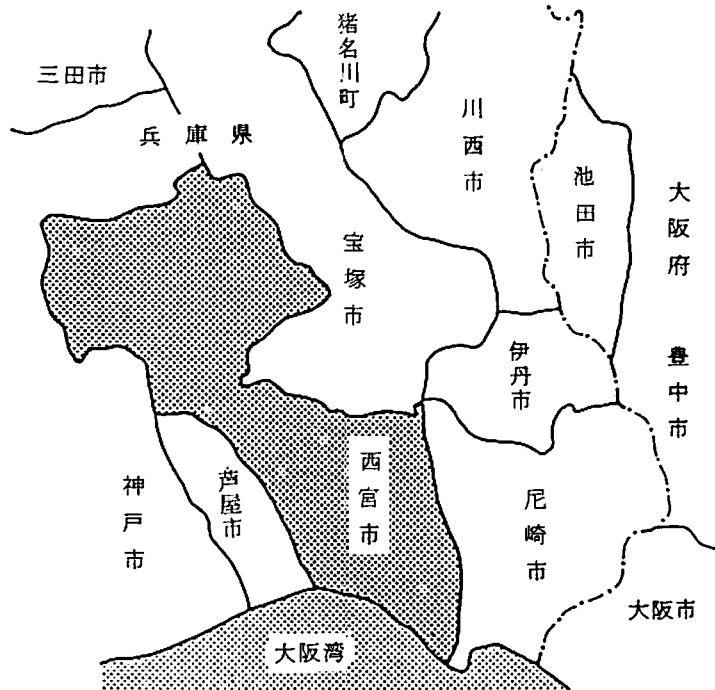 三田市
兵庫県
猪名川町
川西市
池田市
大阪府
宝塚市
伊丹市
豊中市
西宮市
芦屋市
神戸市
尼崎市
大阪市
大阪湾